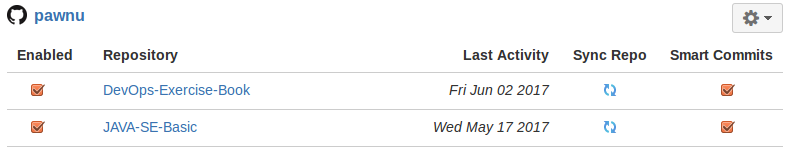 pawnu
Enabled Repository Last Activity Sync Repo Smart Commits
DevOps-Exercise-Book Fri Jun 02 2017
JAVA-SE-Basic Wed May 17 2017